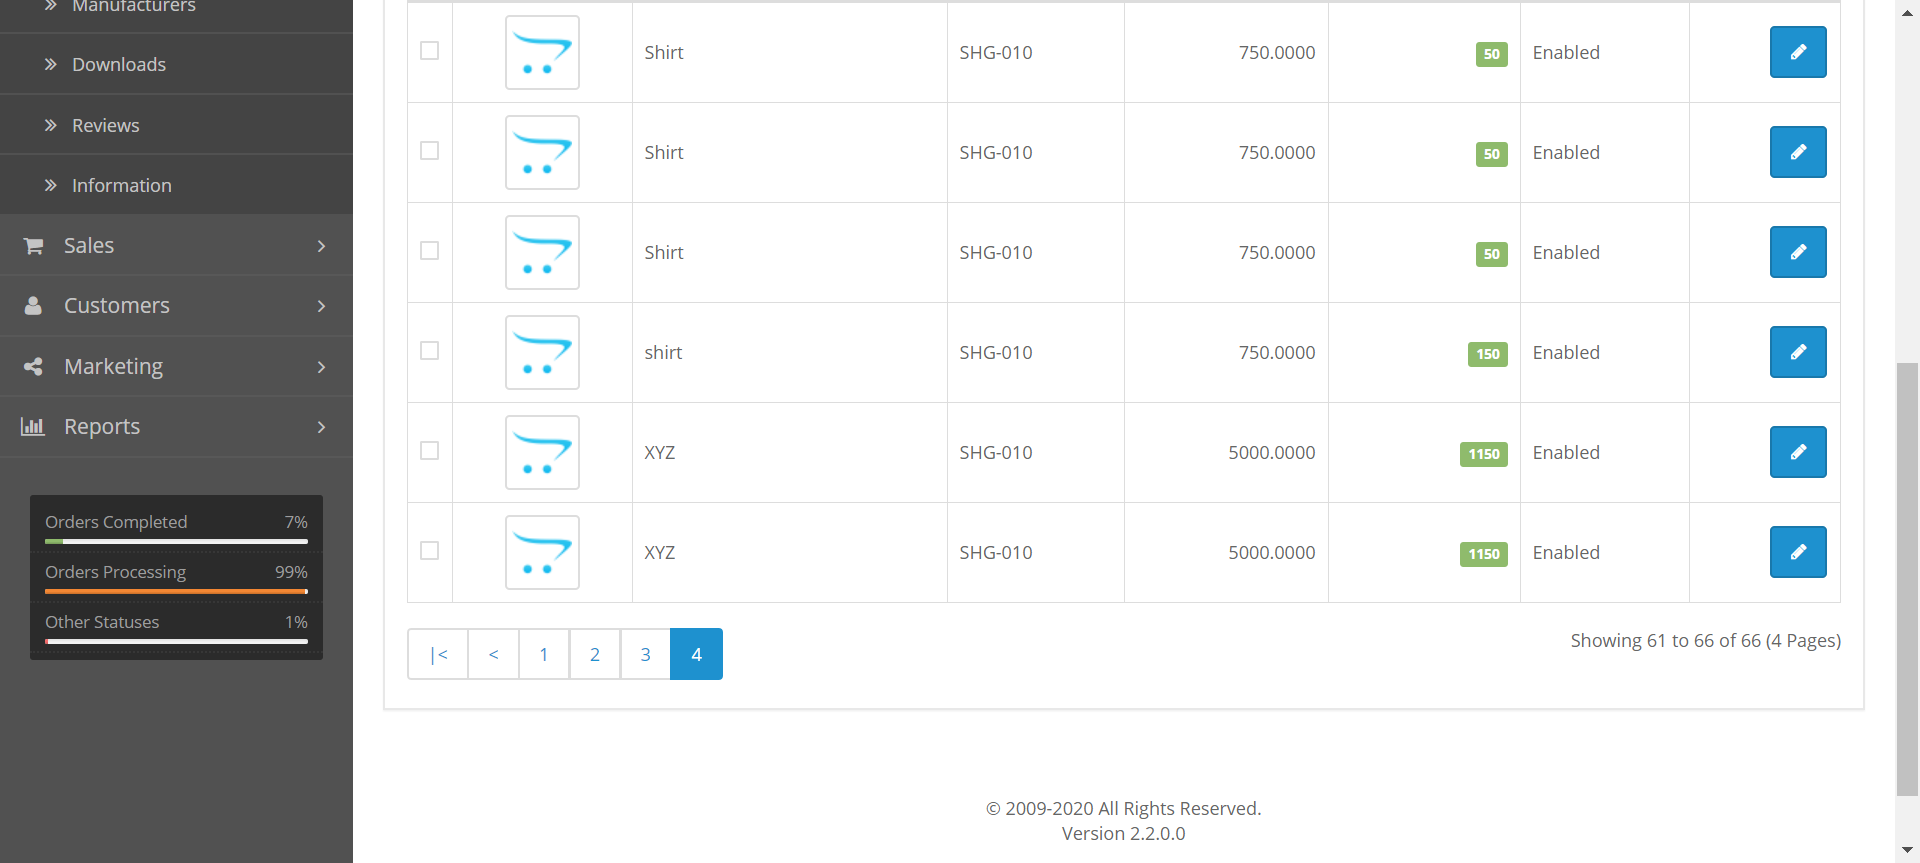 Manufacturers
Downloads
Reviews
Information
Sales
Customers
Marketing
Reports
Orders Completed 7%
Orders Processing 99%
Other Statuses 1%
Shirt SHG-010 750.0000 50 Enabled
Shirt SHG-010 750.0000 50 Enabled
Shirt SHG-010 750.0000 50 Enabled
shirt SHG-010 750.0000 150 Enabled
XYZ SHG-010 5000.0000 1150 Enabled
XYZ SHG-010 5000.0000 1150 Enabled
|< < 1 2 3 4
Showing 61 to 66 of 66 (4 Pages)
© 2009-2020 All Rights Reserved.
Version 2.2.0.0